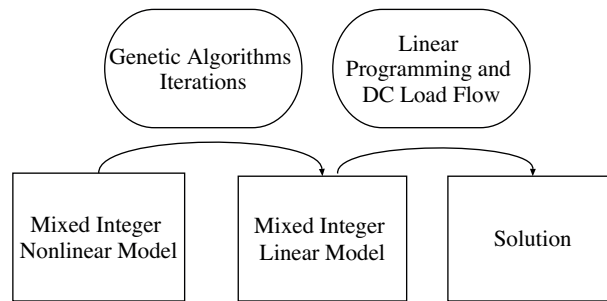 Genetic Algorithms
Iterations
Linear
Programming and
DC Load Flow
Mixed Integer
Nonlinear Model
Mixed Integer
Linear Model
Solution